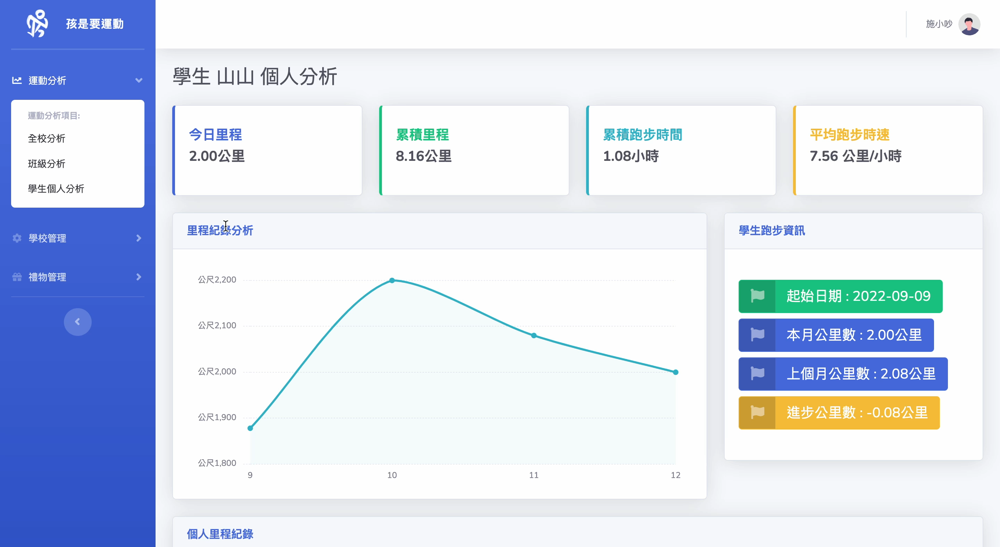 孩是要運動
施小吵
運動分析
運動分析項目:
全校分析
班級分析
學生個人分析
學校管理
禮物管理
學生 山山 個人分析
今日里程
2.00公里
累積里程
8.16公里
累積跑步時間
1.08小時
平均跑步時速
7.56 公里/小時
里程紀錄分析
公尺2,200
公尺2,100
公尺2,000
公尺1,900
公尺1,800
9
10
11
12
學生跑步資訊
起始日期 : 2022-09-09
本月公里數 : 2.00公里
上個月公里數 : 2.08公里
進步公里數 : -0.08公里
個人里程紀錄